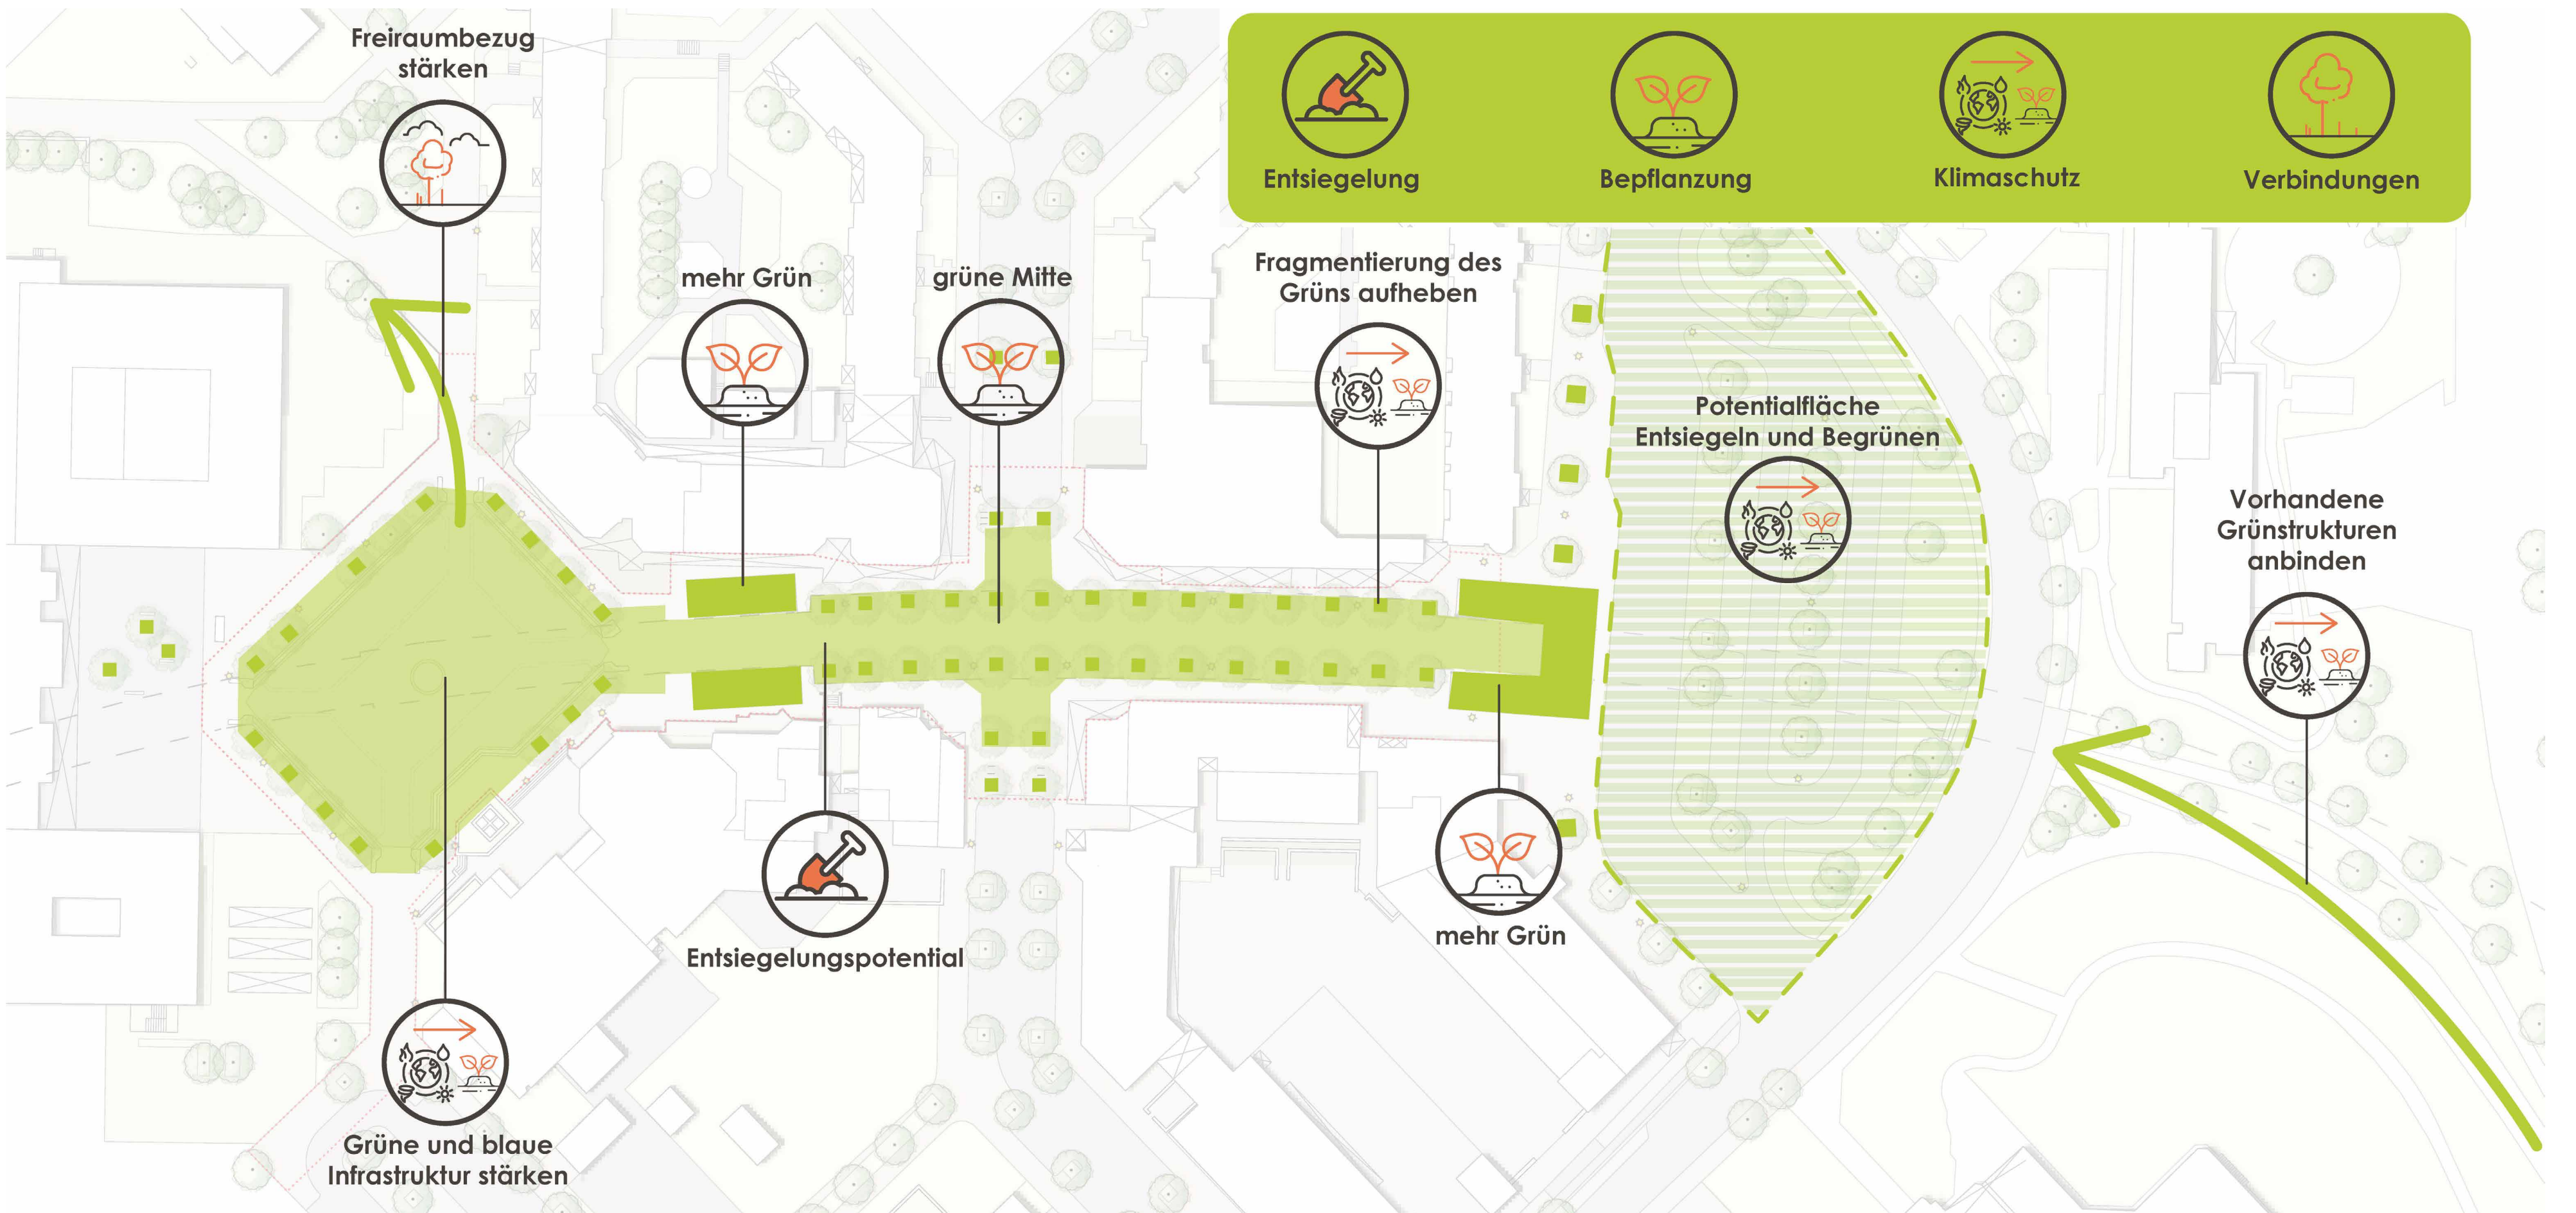 Freiraumbezug
stärken
Entsiegelung
Bepflanzung
Klimaschutz
Verbindungen
mehr Grün
grüne Mitte
Fragmentierung des
Grüns aufheben
Potentialfläche
Entsiegeln und Begrünen
Vorhandene
Grünstrukturen
anbinden
Entsiegelungspotential
mehr Grün
Grüne und blaue
Infrastruktur stärken